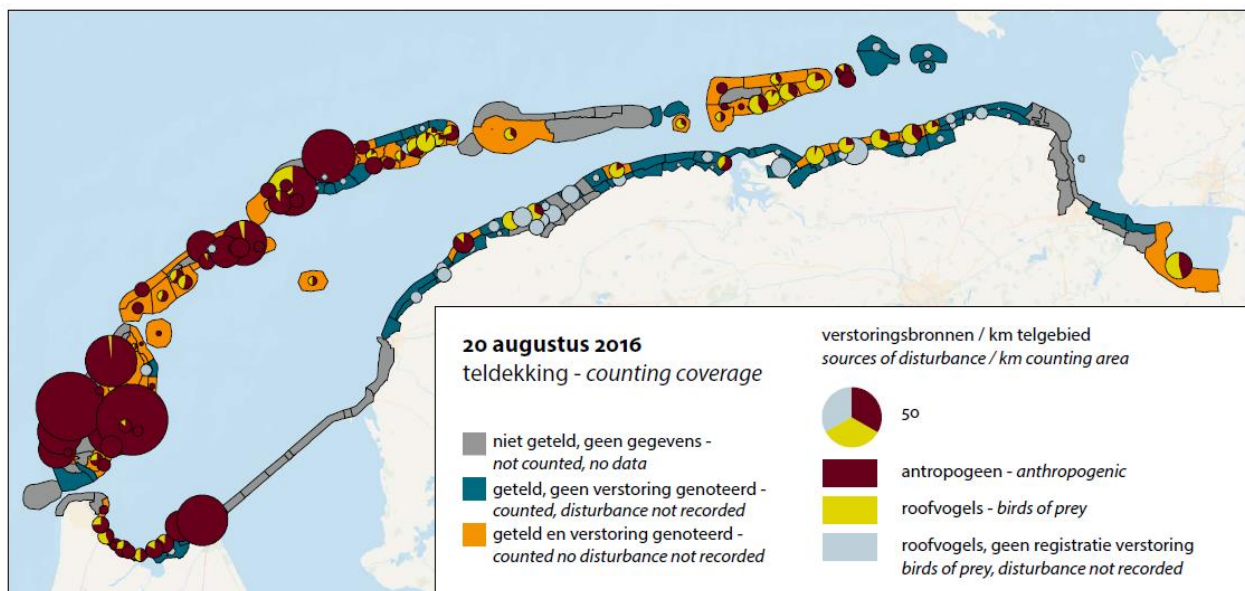 20 augustus 2016
teldekking - counting coverage
niet geteld, geen gegevens -
not counted, no data
geteld, geen verstoring genoteerd -
counted, disturbance not recorded
geteld en verstoring genoteerd -
counted no disturbance not recorded
verstoringsbronnen / km telgebied
sources of disturbance / km counting area
50
antropogeen - anthropogenic
roofvogels - birds of prey
roofvogels, geen registratie verstoring
birds of prey, disturbance not recorded